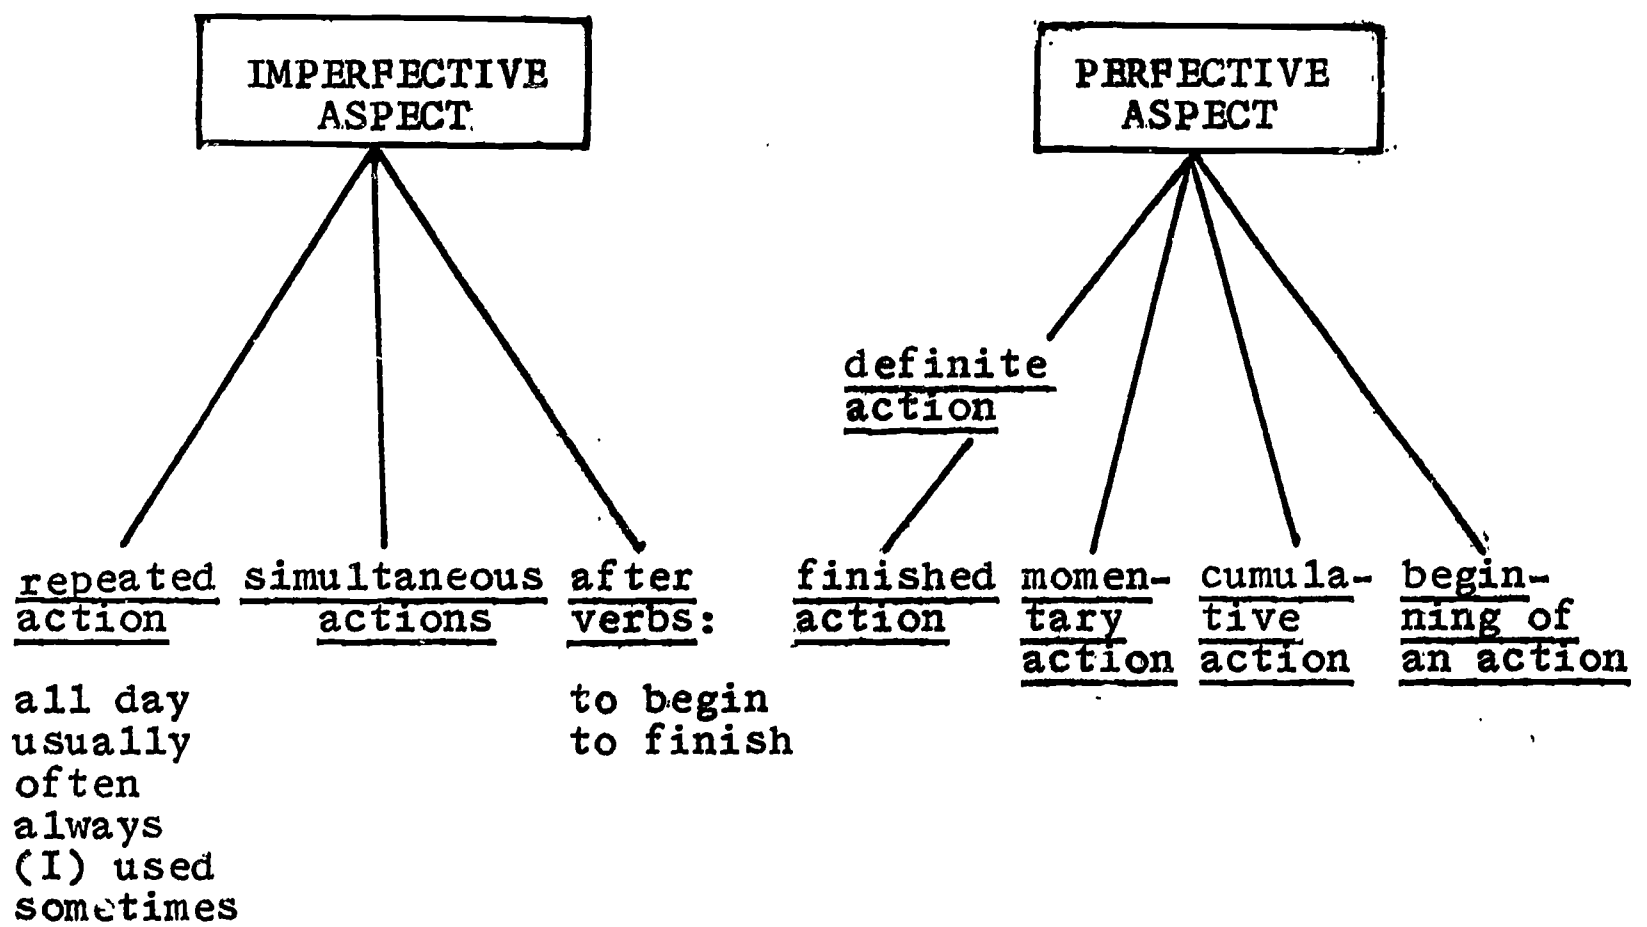 IMPERFECTIVE
ASPECT
PERFECTIVE
ASPECT
definite
action
repeated
action
simultaneous
actions
after
verbs:
finished
action
momen-
tary
action
cumula-
tive
action
begin-
ning of
an action
all day
usually
often
always
(I) used
sometimes
to begin
to finish